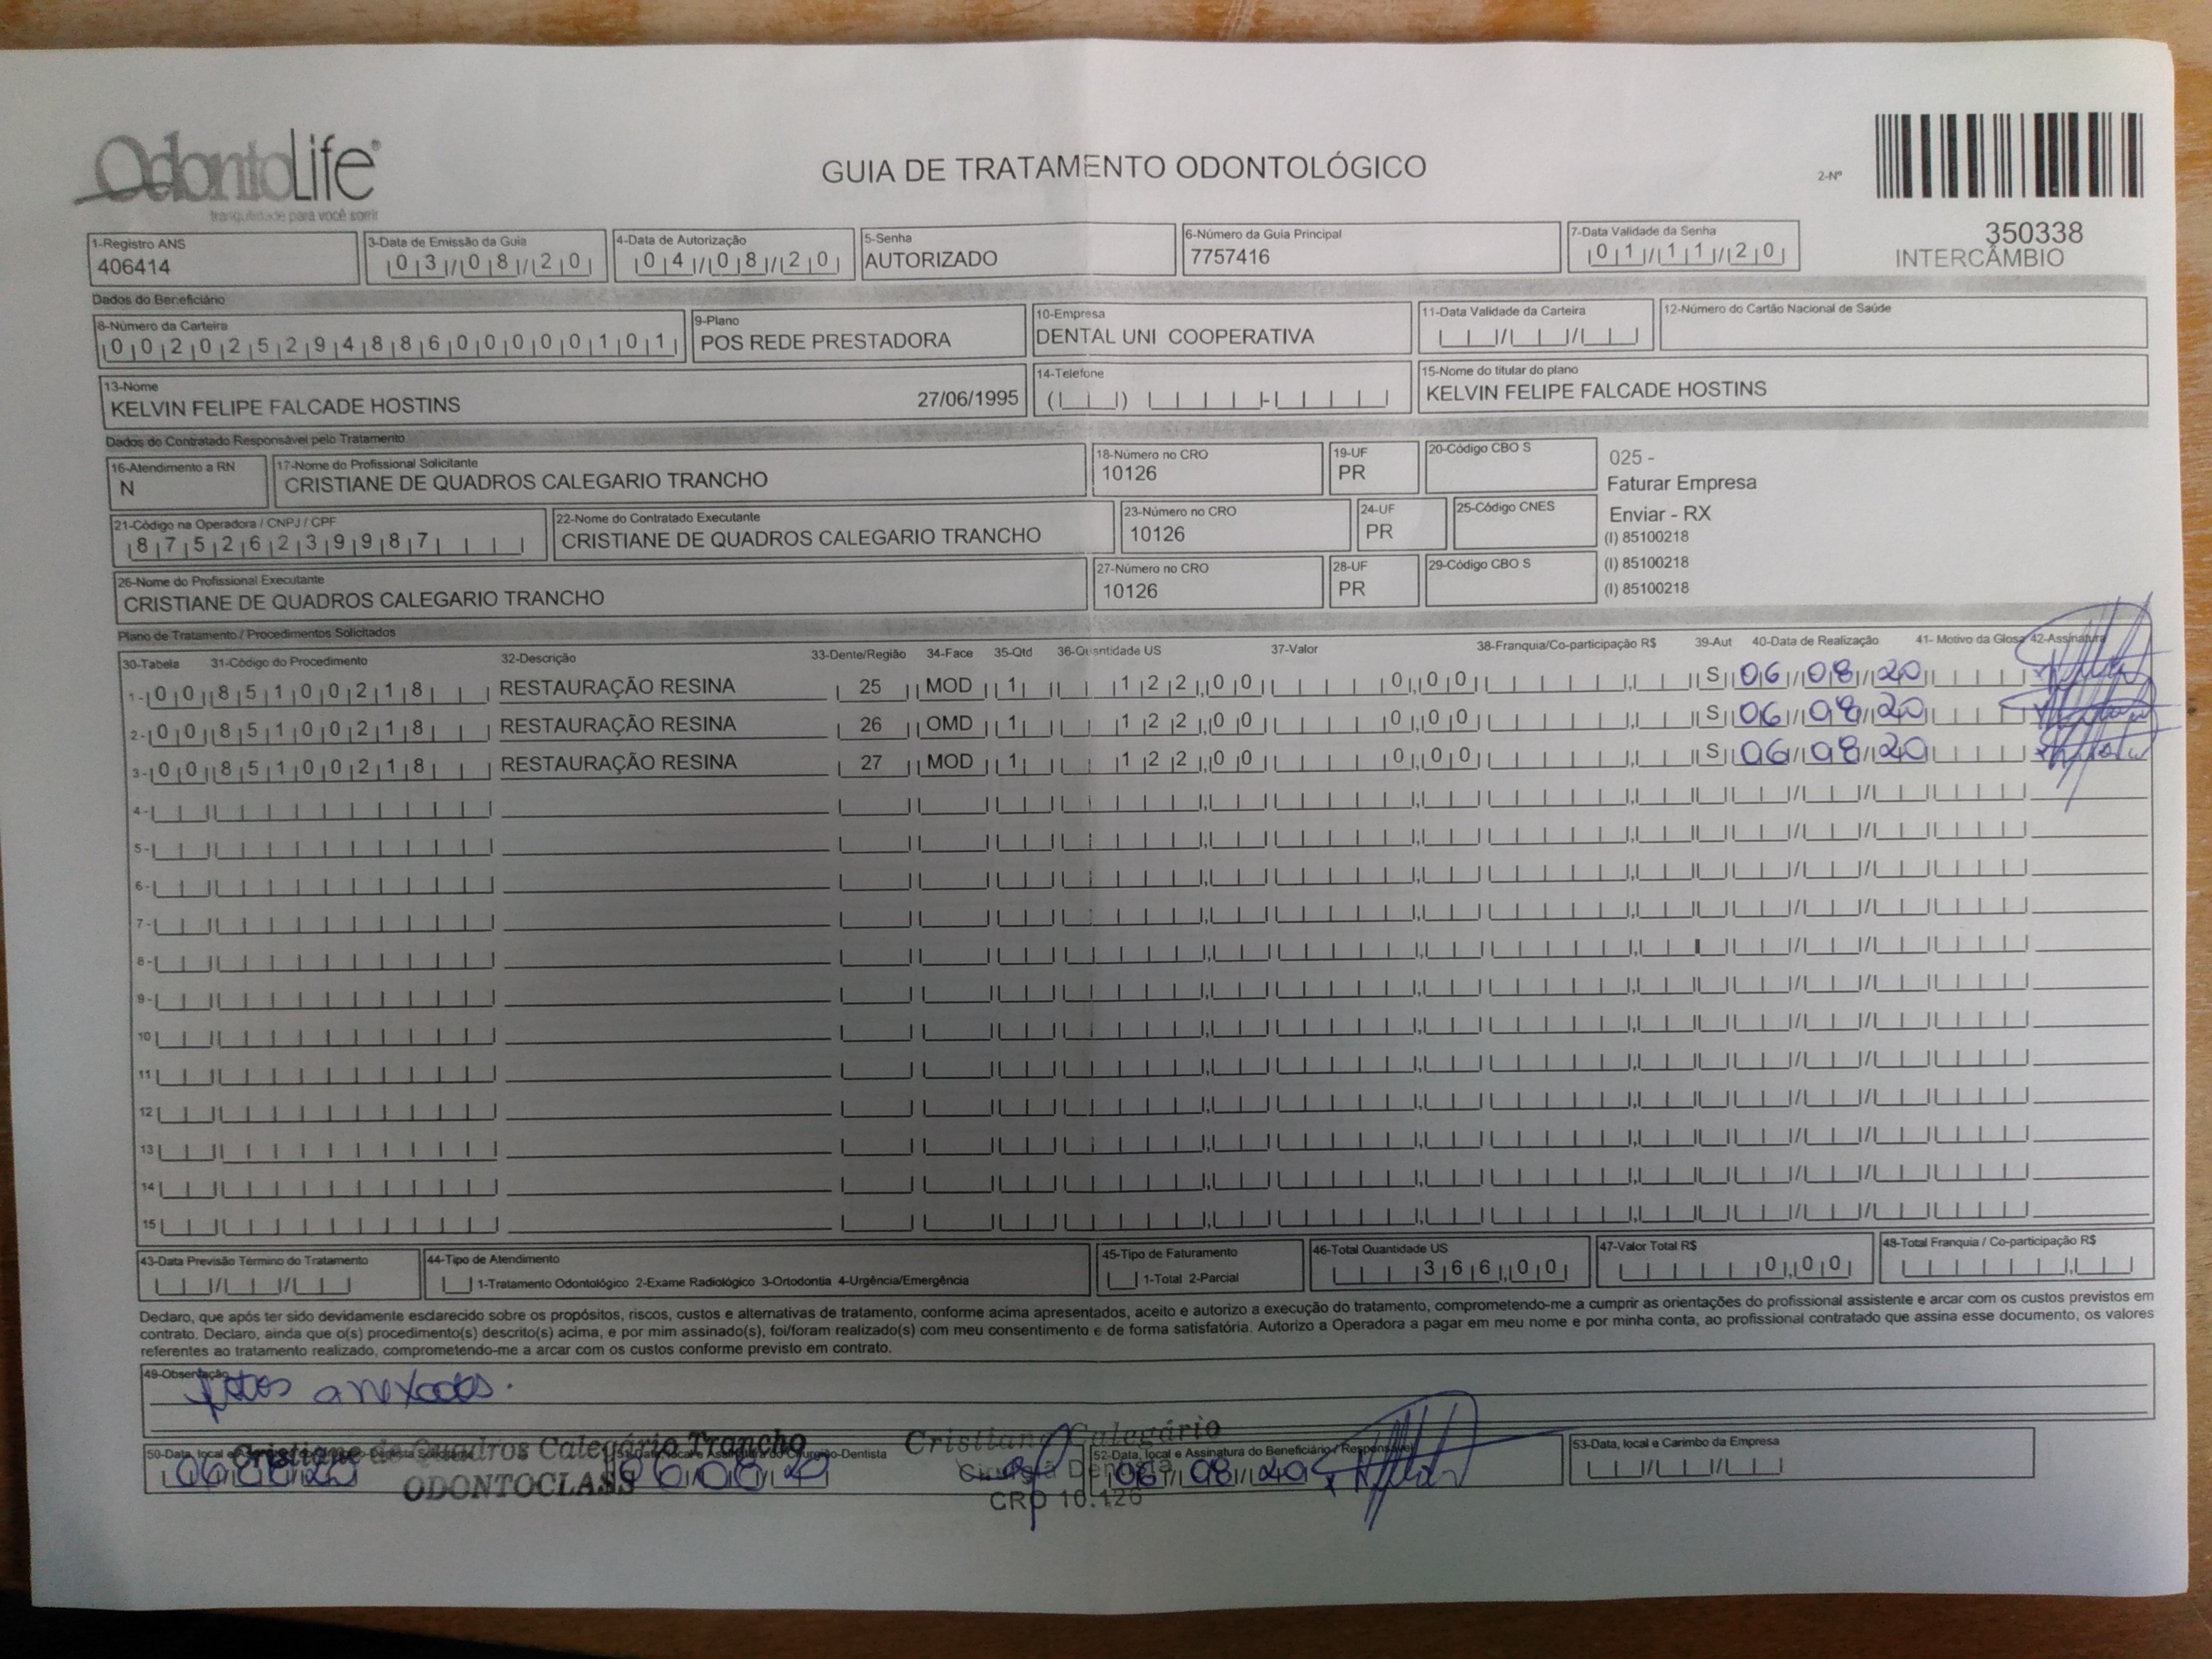 OdontoLife®
tranquilidade para você sorrir
GUIA DE TRATAMENTO ODONTOLÓGICO
2-Nº
350338
INTERCÂMBIO
1-Registro ANS
406414
3-Data de Emissão da Guia
03/08/20
4-Data de Autorização
04/08/20
5-Senha
AUTORIZADO
6-Número da Guia Principal
7757416
7-Data Validade da Senha
01/11/20
Dados do Beneficiário
8-Número da Carteira
00202529488600000101
9-Plano
POS REDE PRESTADORA
10-Empresa
DENTAL UNI COOPERATIVA
11-Data Validade da Carteira
12-Número do Cartão Nacional de Saúde
13-Nome
KELVIN FELIPE FALCADE HOSTINS 27/06/1995
14-Telefone
15-Nome do titular do plano
KELVIN FELIPE FALCADE HOSTINS
Dados do Contratado Responsável pelo Tratamento
16-Atendimento a RN
N
17-Nome do Profissional Solicitante
CRISTIANE DE QUADROS CALEGARIO TRANCHO
18-Número no CRO
10126
19-UF
PR
20-Código CBO S
025 -
Faturar Empresa
Enviar - RX
(I) 85100218
(I) 85100218
(I) 85100218
21-Código na Operadora / CNPJ / CPF
87526239987
22-Nome do Contratado Executante
CRISTIANE DE QUADROS CALEGARIO TRANCHO
23-Número no CRO
10126
24-UF
PR
25-Código CNES
26-Nome do Profissional Executante
CRISTIANE DE QUADROS CALEGARIO TRANCHO
27-Número no CRO
10126
28-UF
PR
29-Código CBO S
Plano de Tratamento / Procedimentos Solicitados
30-Tabela 31-Código do Procedimento 32-Descrição 33-Dente/Região 34-Face 35-Qtd 36-Quantidade US 37-Valor 38-Franquia/Co-participação R$ 39-Aut 40-Data de Realização 41- Motivo da Glosa 42-Assinatura
1- 00 85100218 RESTAURAÇÃO RESINA 25 MOD 1 122,00 0,00 S 06/08/20
2- 00 85100218 RESTAURAÇÃO RESINA 26 OMD 1 122,00 0,00 S 06/08/20
3- 00 85100218 RESTAURAÇÃO RESINA 27 MOD 1 122,00 0,00 S 06/08/20
4-
5-
6-
7-
8-
9-
10
11
12
13
14
15
43-Data Previsão Término do Tratamento
44-Tipo de Atendimento
1-Tratamento Odontológico 2-Exame Radiológico 3-Ortodontia 4-Urgência/Emergência
45-Tipo de Faturamento
1-Total 2-Parcial
46-Total Quantidade US
366,00
47-Valor Total R$
0,00
48-Total Franquia / Co-participação R$
Declaro, que após ter sido devidamente esclarecido sobre os propósitos, riscos, custos e alternativas de tratamento, conforme acima apresentados, aceito e autorizo a execução do tratamento, comprometendo-me a cumprir as orientações do profissional assistente e arcar com os custos previstos em
contrato. Declaro, ainda que o(s) procedimento(s) descrito(s) acima, e por mim assinado(s), foi/foram realizado(s) com meu consentimento e de forma satisfatória. Autorizo a Operadora a pagar em meu nome e por minha conta, ao profissional contratado que assina esse documento, os valores
referentes ao tratamento realizado, comprometendo-me a arcar com os custos conforme previsto em contrato.
49-Observação
fotos anexados.
50-Data, local
06/08/20
Cristiane de Quadros Calegário Trancho
ODONTOCLASS
Cirurgião-Dentista
06/08/20
Cristiane Calegário
Cirurgiã Dentista
CRO 10.126
52-Data, local e Assinatura do Beneficiário / Responsável
06/08/20
53-Data, local e Carimbo da Empresa